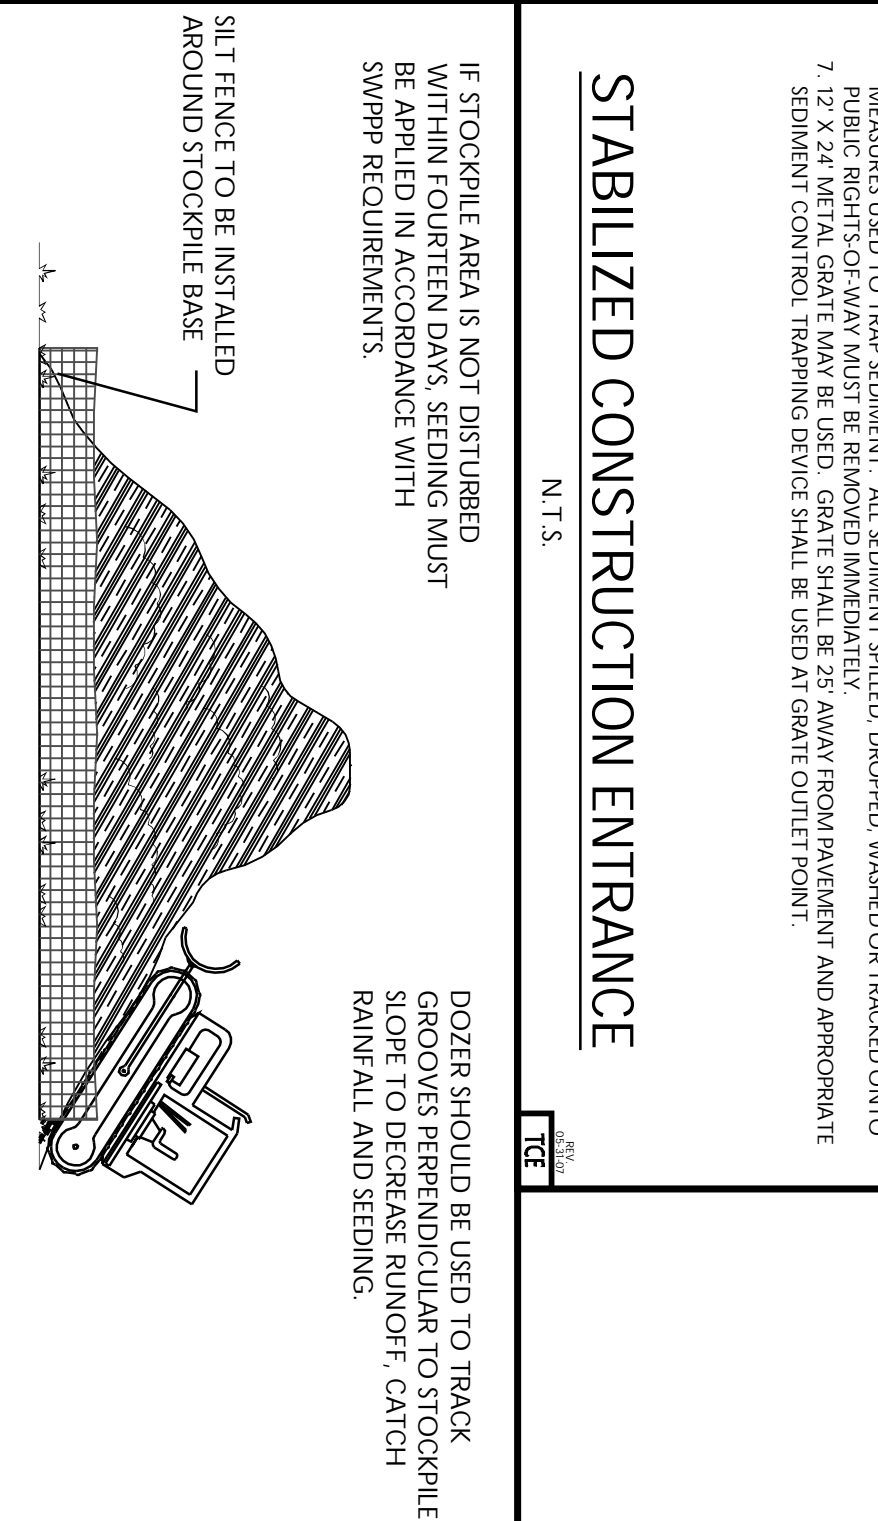 MEASURES USED TO TRAP SEDIMENT. ALL SEDIMENT SPILLED, DROPPED, WASHED OR TRACKED ONTO
PUBLIC RIGHTS-OF-WAY MUST BE REMOVED IMMEDIATELY.
7. 12' X 24' METAL GRATE MAY BE USED. GRATE SHALL BE 25' AWAY FROM PAVEMENT AND APPROPRIATE
SEDIMENT CONTROL TRAPPING DEVICE SHALL BE USED AT GRATE OUTLET POINT.
STABILIZED CONSTRUCTION ENTRANCE
N.T.S.
REV.
05-31-07
TCE
IF STOCKPILE AREA IS NOT DISTURBED
WITHIN FOURTEEN DAYS, SEEDING MUST
BE APPLIED IN ACCORDANCE WITH
SWPPP REQUIREMENTS.
DOZER SHOULD BE USED TO TRACK
GROOVES PERPENDICULAR TO STOCKPILE
SLOPE TO DECREASE RUNOFF, CATCH
RAINFALL AND SEEDING.
SILT FENCE TO BE INSTALLED
AROUND STOCKPILE BASE